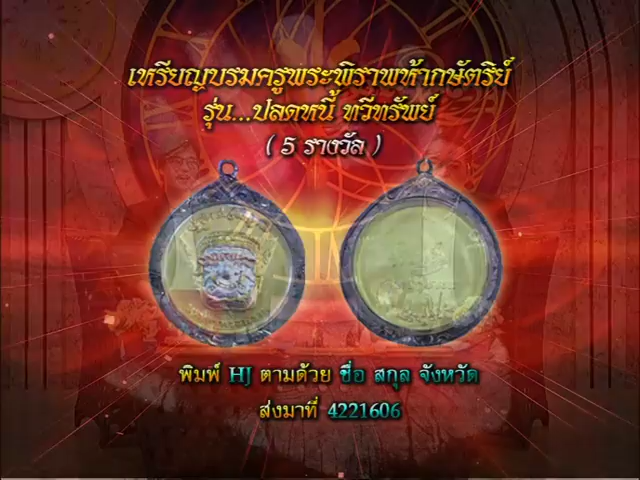 เหรียญบรมครูพระพิราพห้ากษัตริย์
รุ่น...ปลดหนี้ ทวีทรัพย์
( 5 รางวัล )
พิมพ์ HJ ตามด้วย ชื่อ สกุล จังหวัด
ส่งมาที่ 4221606